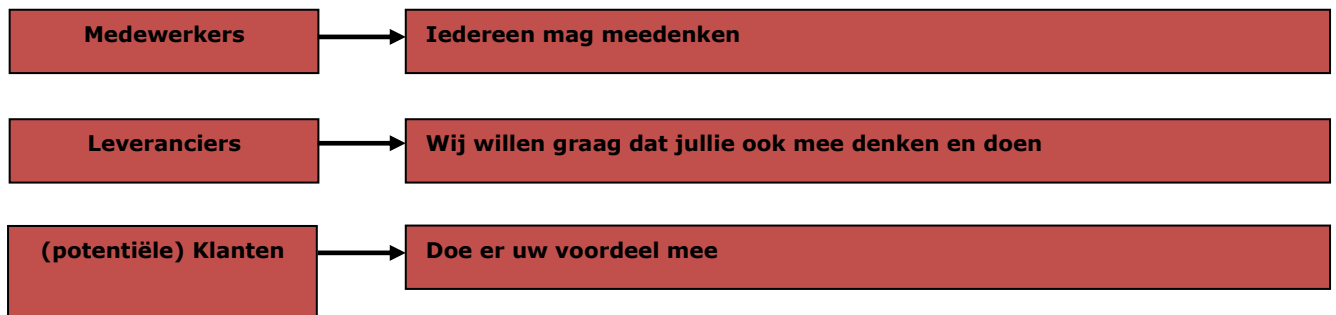 Medewerkers
Iedereen mag meedenken
Leveranciers
Wij willen graag dat jullie ook mee denken en doen
(potentiële) Klanten
Doe er uw voordeel mee